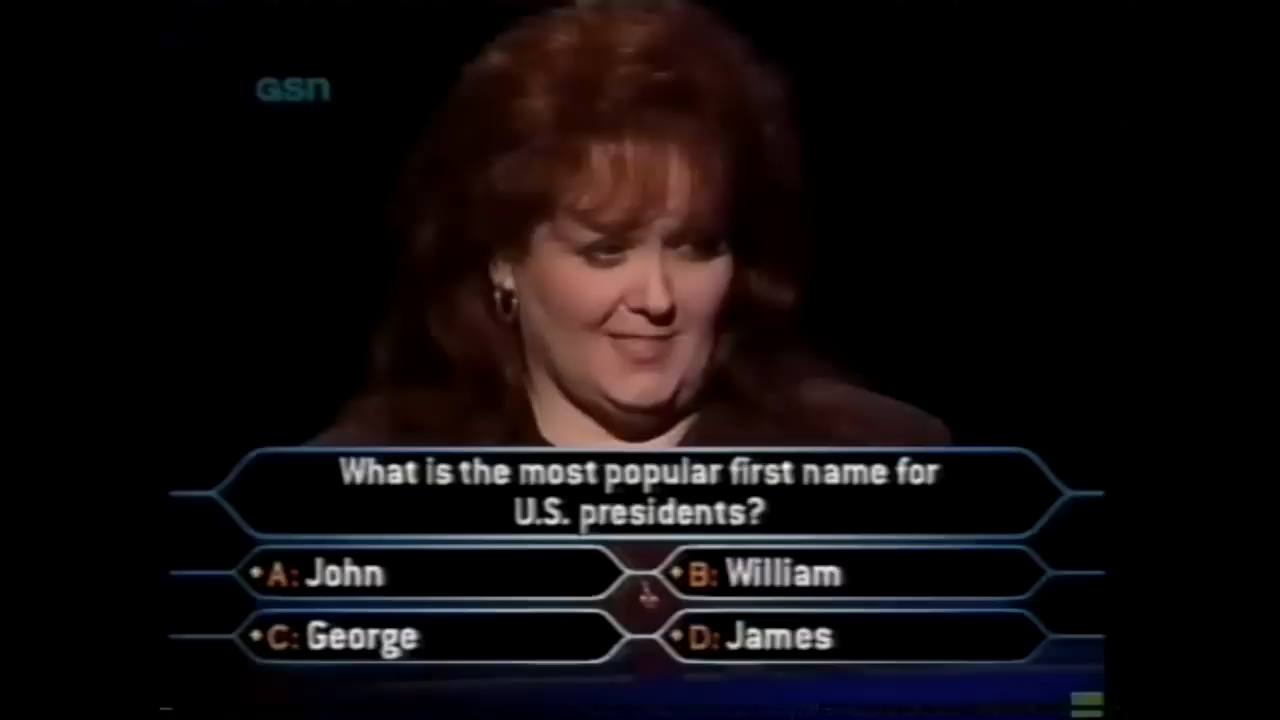 GSN
What is the most popular first name for
U.S. presidents?
A: John
B: William
C: George
D: James